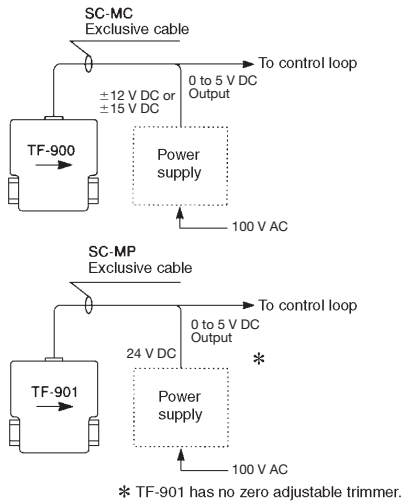 SC-MC
Exclusive cable
To control loop
0 to 5 V DC
Output
±12 V DC or
±15 V DC
TF-900
Power
supply
100 V AC
SC-MP
Exclusive cable
To control loop
0 to 5 V DC
Output
24 V DC
*
TF-901
Power
supply
100 V AC
* TF-901 has no zero adjustable trimmer.